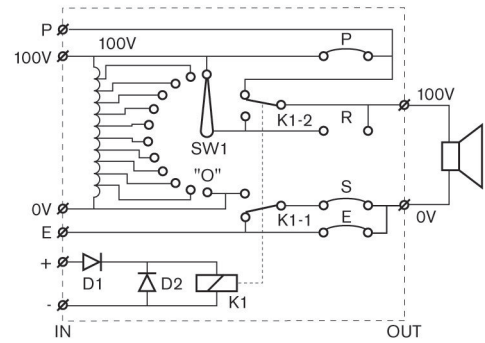 P
100V
100V
P
100V
K1-2
R
SW1
"O"
S
0V
K1-1
E
0V
E
+
D1
D2
K1
-
IN
OUT